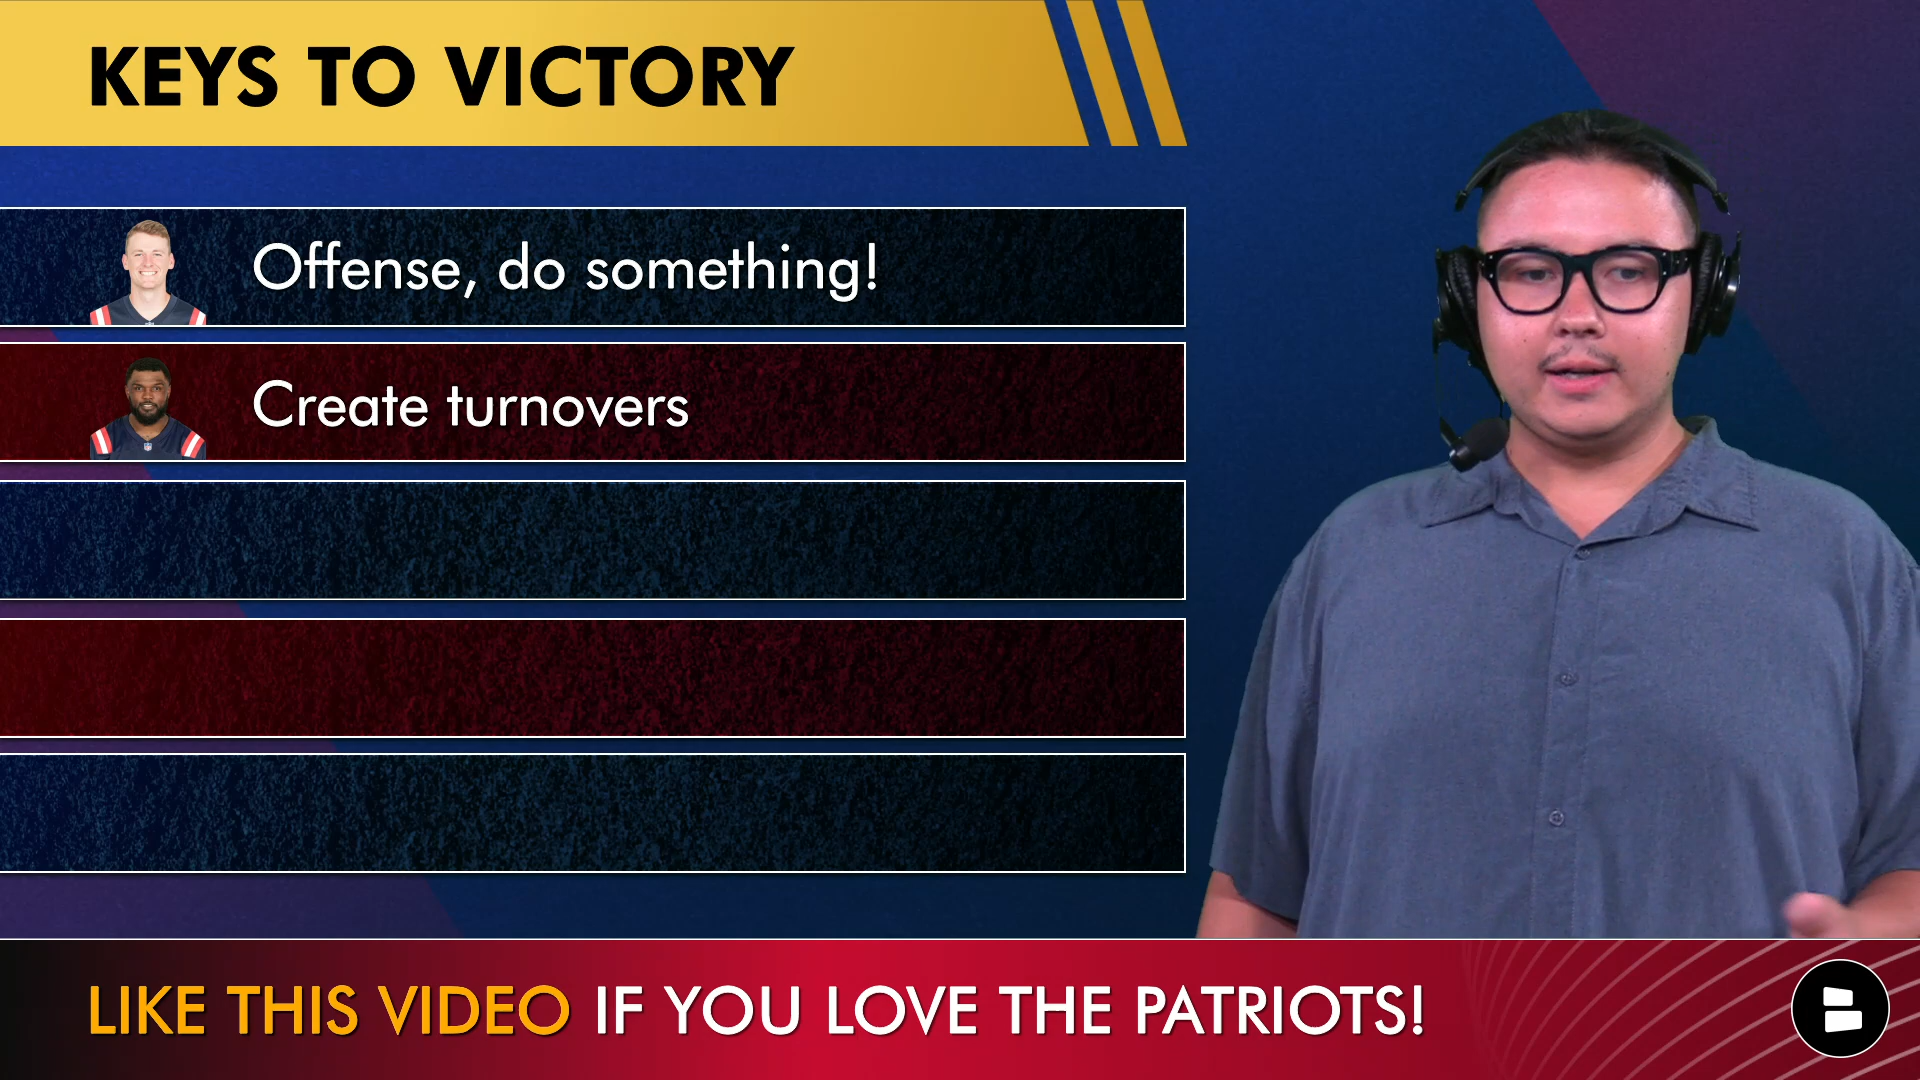 KEYS TO VICTORY
Offense, do something!
Create turnovers
LIKE THIS VIDEO IF YOU LOVE THE PATRIOTS!